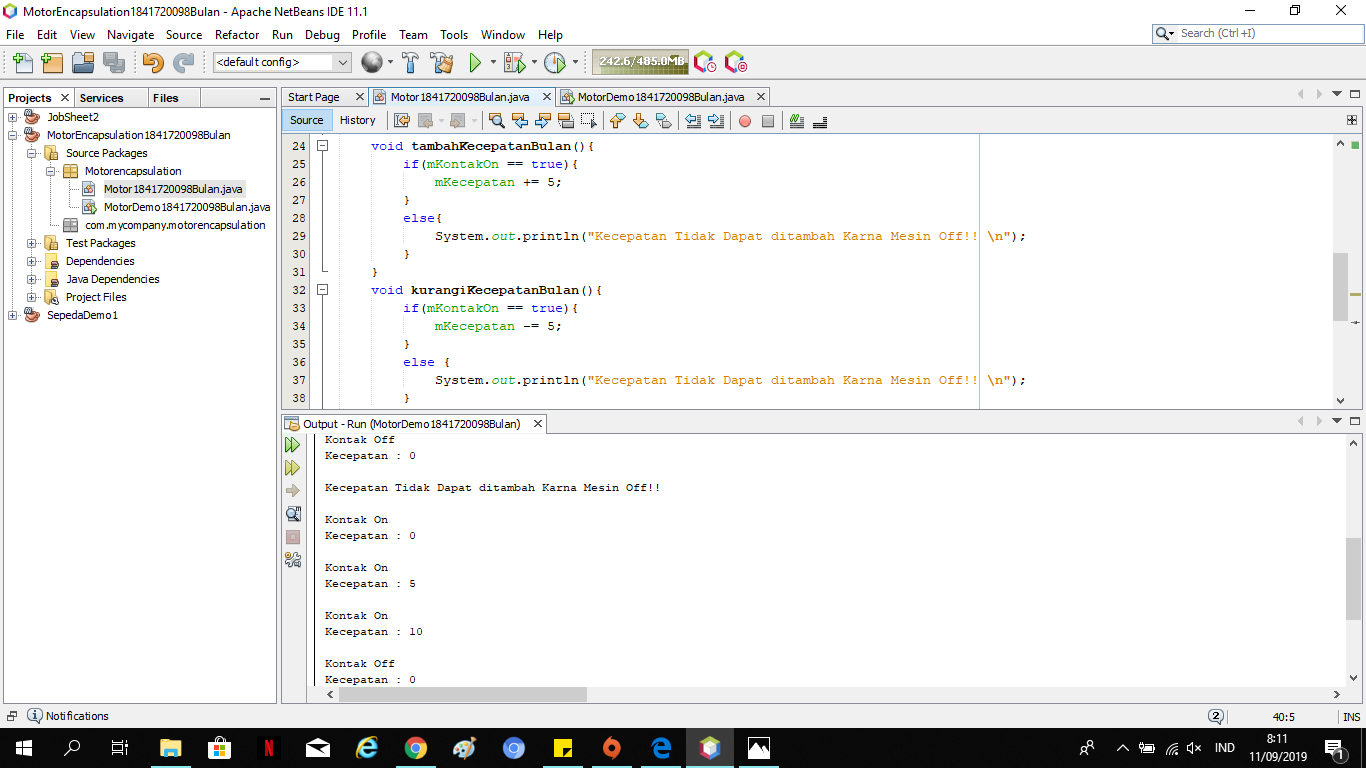 MotorEncapsulation1841720098Bulan - Apache NetBeans IDE 11.1
File Edit View Navigate Source Refactor Run Debug Profile Team Tools Window Help
Search (Ctrl+I)
<default config>
242.6/485.0MB
Projects
Services
Files
JobSheet2
MotorEncapsulation1841720098Bulan
Source Packages
Motorencapsulation
Motor1841720098Bulan.java
MotorDemo1841720098Bulan.java
com.mycompany.motorencapsulation
Test Packages
Dependencies
Java Dependencies
Project Files
SepedaDemo1
Start Page
Motor1841720098Bulan.java
MotorDemo1841720098Bulan.java
Source
History
24 void tambahKecepatanBulan(){
25 if(mKontakOn == true){
26 mKecepatan += 5;
27 }
28 else{
29 System.out.println("Kecepatan Tidak Dapat ditambah Karna Mesin Off!! \n");
30 }
31 }
32 void kurangiKecepatanBulan(){
33 if(mKontakOn == true){
34 mKecepatan -= 5;
35 }
36 else {
37 System.out.println("Kecepatan Tidak Dapat ditambah Karna Mesin Off!! \n");
38 }
Output - Run (MotorDemo1841720098Bulan)
Kontak Off
Kecepatan : 0
Kecepatan Tidak Dapat ditambah Karna Mesin Off!!
Kontak On
Kecepatan : 0
Kontak On
Kecepatan : 5
Kontak On
Kecepatan : 10
Kontak Off
Kecepatan : 0
Notifications
2
40:5
INS
IND
8:11
11/09/2019
1